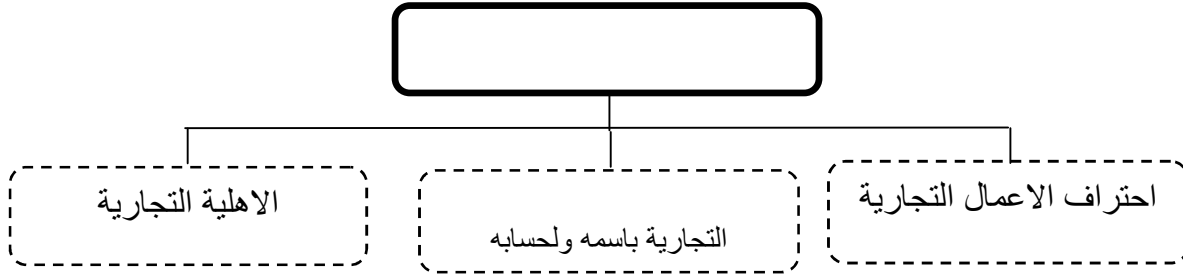 احتراف الاعمال التجارية
التجارية باسمه ولحسابه
الاهلية التجارية